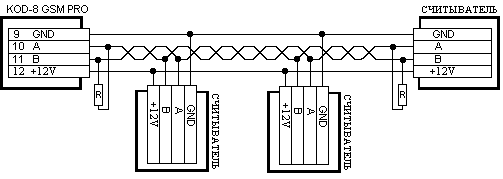 KOD-8 GSM PRO
9 GND
10 A
11 B
12 +12V
R
СЧИТЫВАТЕЛЬ
GND
A
B
+12V
R
+12V
B
A
GND
СЧИТЫВАТЕЛЬ
+12V
B
A
GND
СЧИТЫВАТЕЛЬ